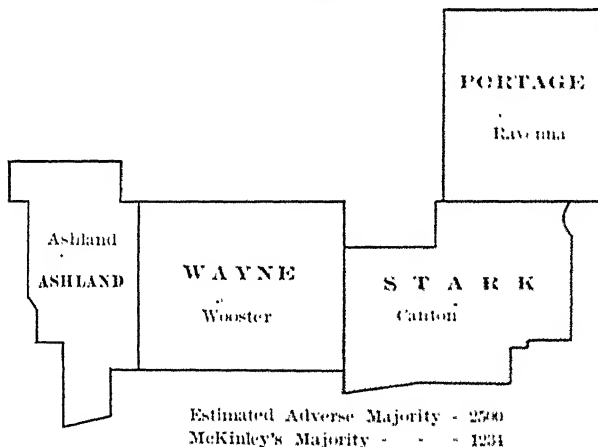 PORTAGE
Ravenna
Ashland
ASHLAND
WAYNE
Wooster
STARK
Canton
Estimated Adverse Majority - 2500
McKinley's Majority - - - 1234